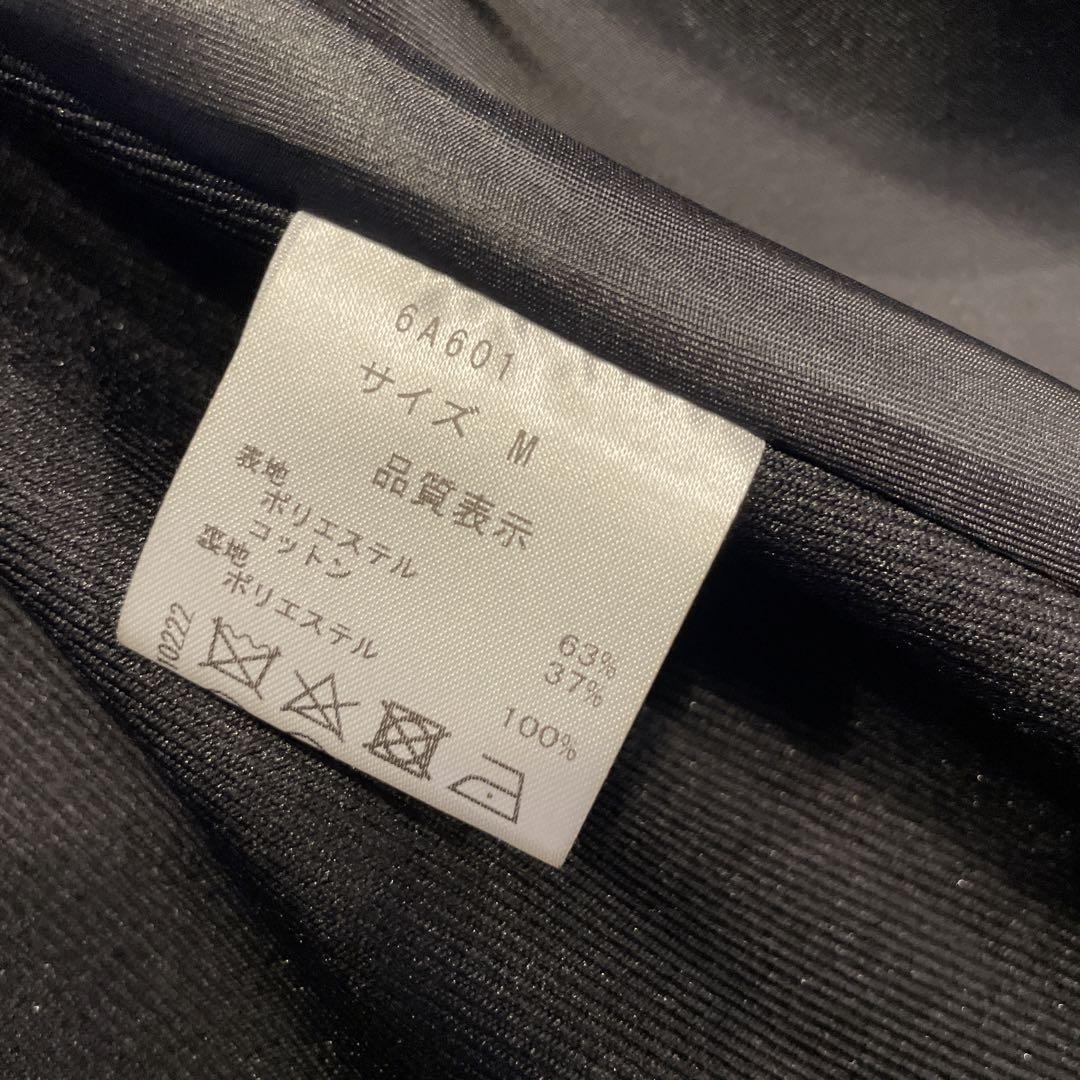 6A601
サイズ M
品質表示
表地
ポリエステル 63%
コットン 37%
裏地
ポリエステル 100%